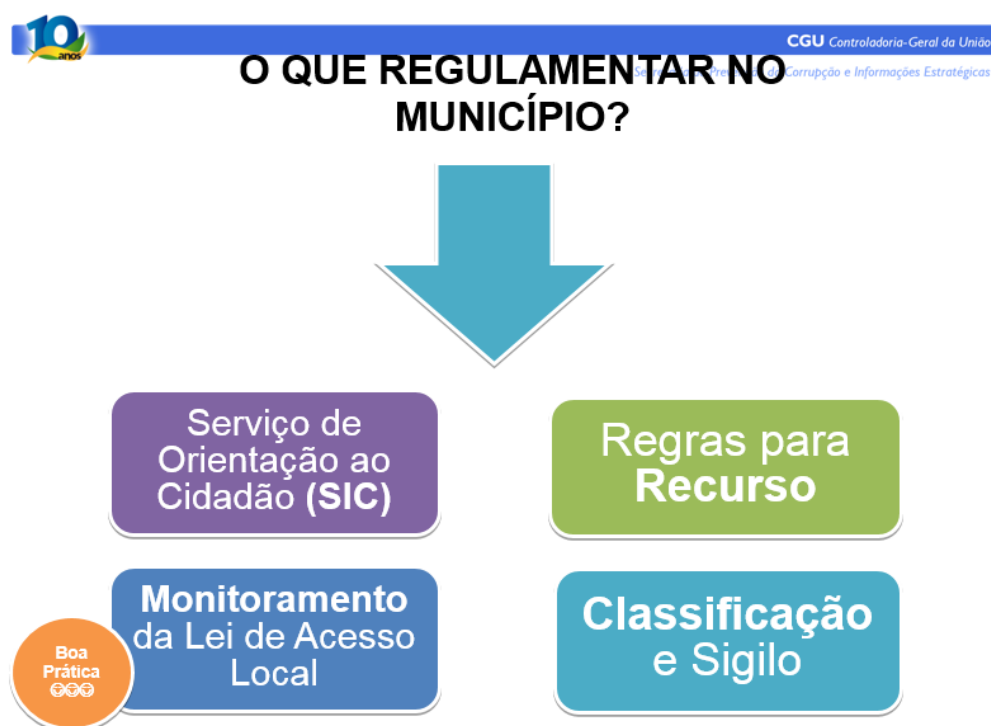 10
anos
CGU Controladoria-Geral da União
Corrupção e Informações Estratégicas
O QUE REGULAMENTAR NO
MUNICÍPIO?
Serviço de
Orientação ao
Cidadão (SIC)
Regras para
Recurso
Monitoramento
da Lei de Acesso
Local
Classificação
e Sigilo
Boa
Prática